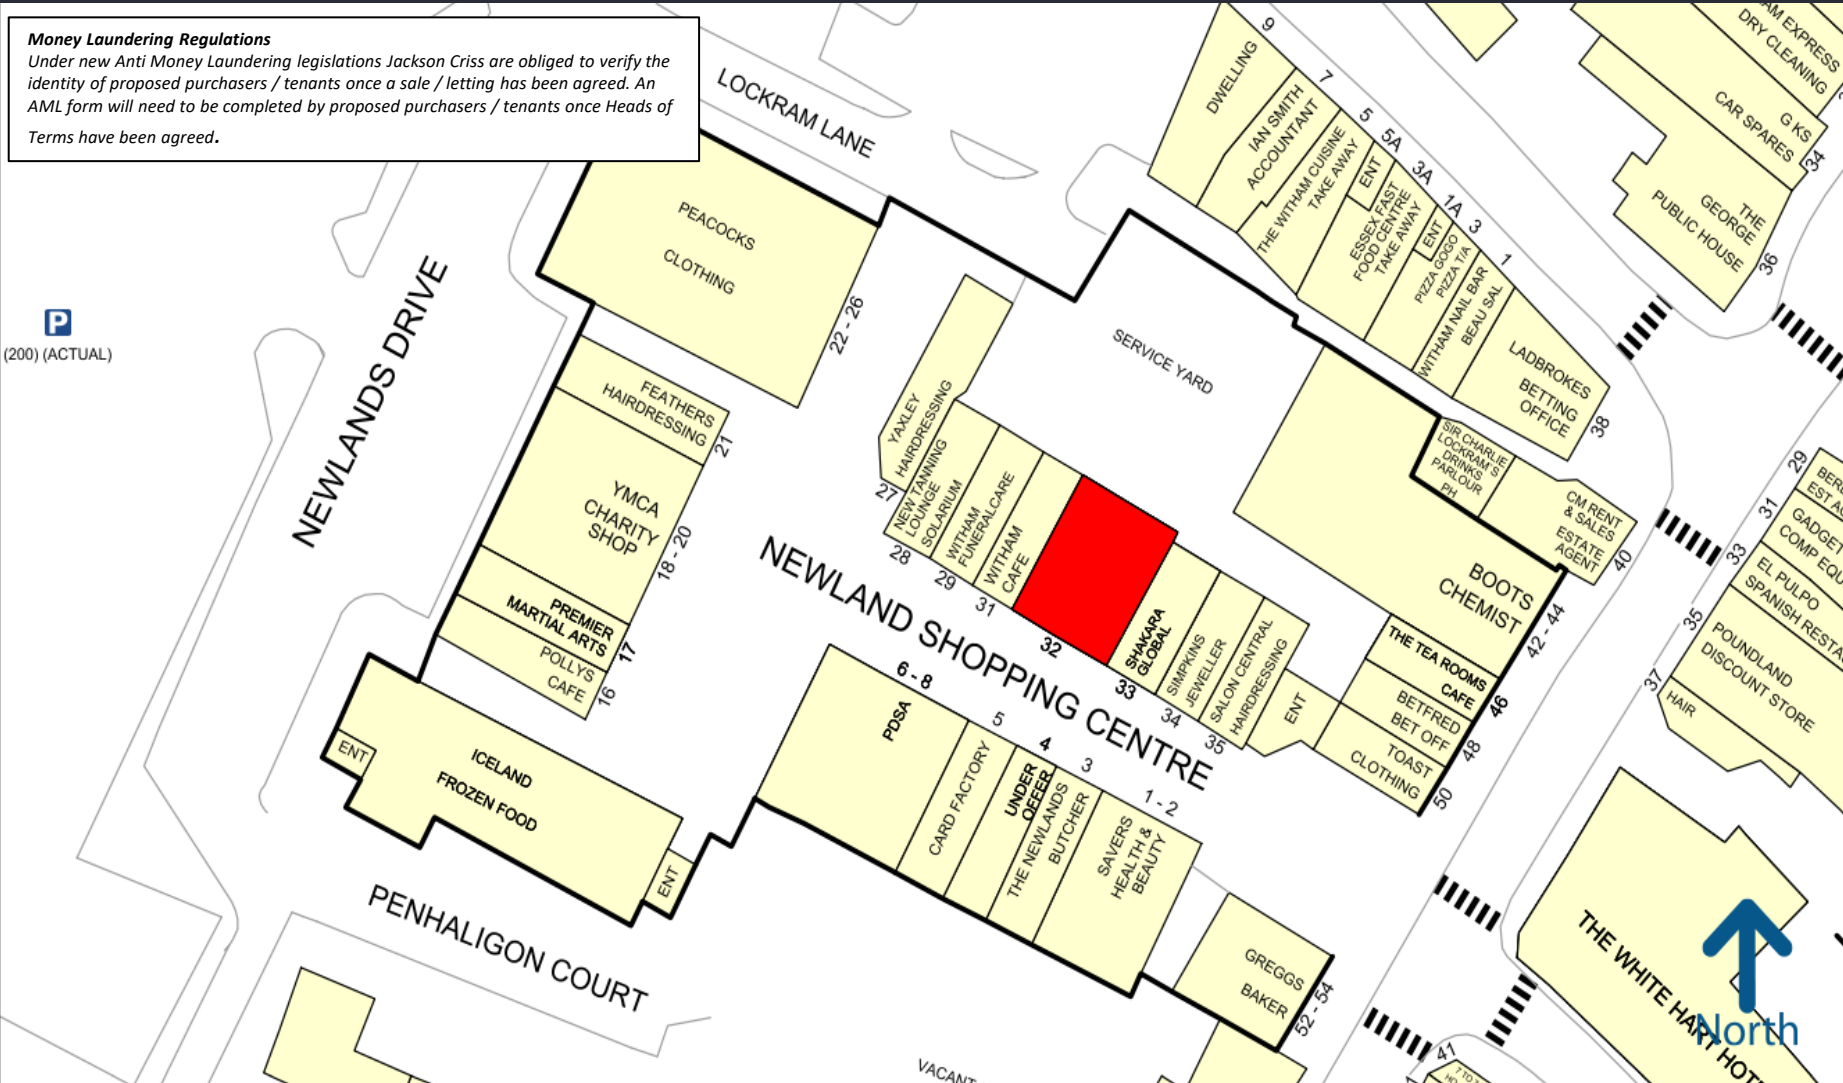 Money Laundering Regulations
Under new Anti Money Laundering legislations Jackson Criss are obliged to verify the
identity of proposed purchasers / tenants once a sale / letting has been agreed. An
AML form will need to be completed by proposed purchasers / tenants once Heads of
Terms have been agreed.
LOCKRAM LANE
PEACOCKS
CLOTHING
22 - 26
NEWLANDS DRIVE
P
(200) (ACTUAL)
FEATHERS
HAIRDRESSING
21
YMCA
CHARITY
SHOP
18 - 20
PREMIER
MARTIAL ARTS
17
POLLYS
CAFE
16
ENT
ICELAND
FROZEN FOOD
ENT
PENHALIGON COURT
SERVICE YARD
YAXLEY
HAIRDRESSING
27
NEW TANNING
LOUNGE
SOLARIUM
28
WITHAM
FUNERALCARE
29
WITHAM
CAFE
31
32
SHAKARA
GLOBAL
33
SIMPKINS
JEWELLER
34
SALON CENTRAL
HAIRDRESSING
35
ENT
NEWLAND SHOPPING CENTRE
6 - 8
PDSA
5
CARD FACTORY
4
UNDER
OFFER
3
THE NEWLANDS
BUTCHER
1 - 2
SAVERS
HEALTH &
BEAUTY
GREGGS
BAKER
52 - 54
VACANT
9
DWELLING
7
IAN SMITH
ACCOUNTANT
5
THE WITHAM CUISINE
TAKE AWAY
5A
ENT
3A
ESSEX FAST
FOOD CENTRE
TAKE AWAY
1A
ENT
3
PIZZA GOGO
PIZZA T/A
1
WITHAM NAIL BAR
BEAU SAL
LADBROKES
BETTING
OFFICE
38
SIR CHARLIE
LOCKRAM'S
DRINKS
PARLOUR
PH
CM RENT
& SALES
ESTATE
AGENT
40
BOOTS
CHEMIST
42 - 44
THE TEA ROOMS
CAFE
46
BETFRED
BET OFF
48
TOAST
CLOTHING
50
AM EXPRESS
DRY CLEANING
G KS
CAR SPARES
34
THE
GEORGE
PUBLIC HOUSE
36
29
BER
EST AG
31
GADGET
COMP EQU
33
EL PULPO
SPANISH RESTA
35
POUNDLAND
DISCOUNT STORE
37
HAIR
THE WHITE HART HOT
North
41